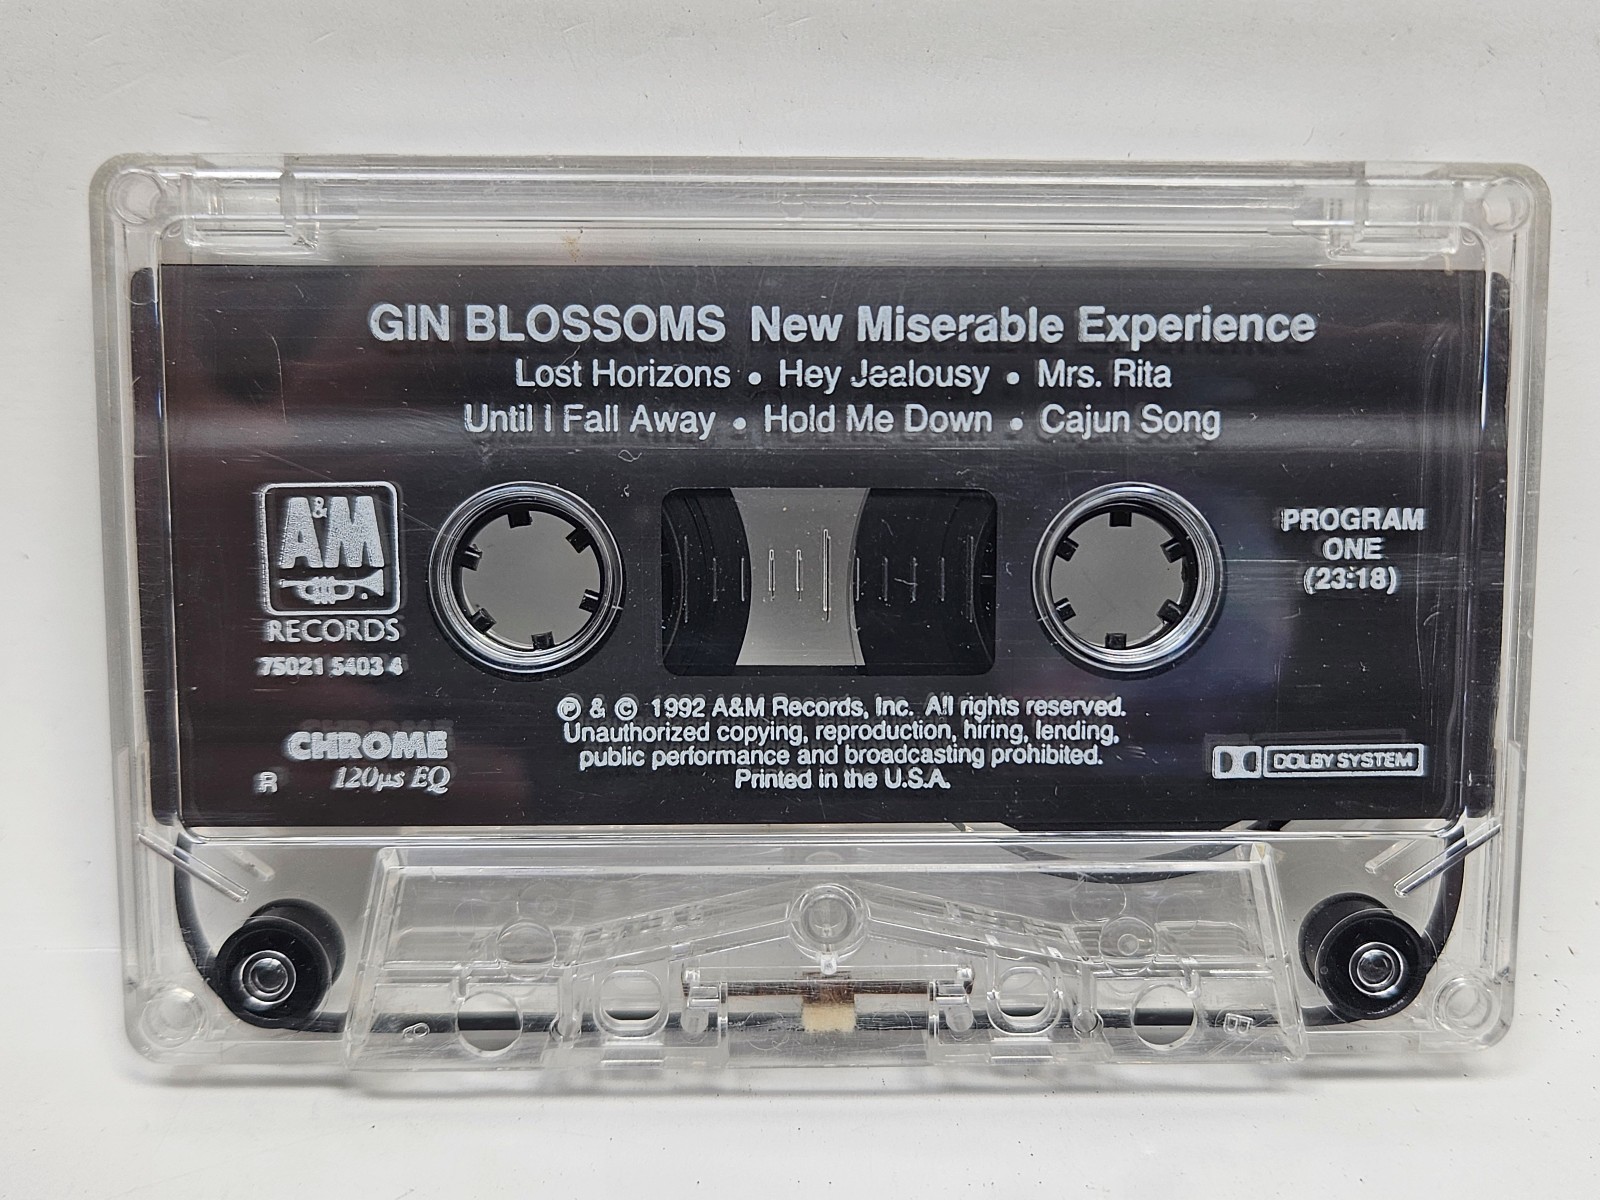 GIN BLOSSOMS New Miserable Experience
Lost Horizons • Hey Jealousy • Mrs. Rita
Until I Fall Away • Hold Me Down • Cajun Song
A&M
RECORDS
75021 5403 4
PROGRAM
ONE
(23:18)
℗ & © 1992 A&M Records, Inc. All rights reserved.
Unauthorized copying, reproduction, hiring, lending,
public performance and broadcasting prohibited.
Printed in the U.S.A.
CHROME
120µs EQ
R
DOLBY SYSTEM